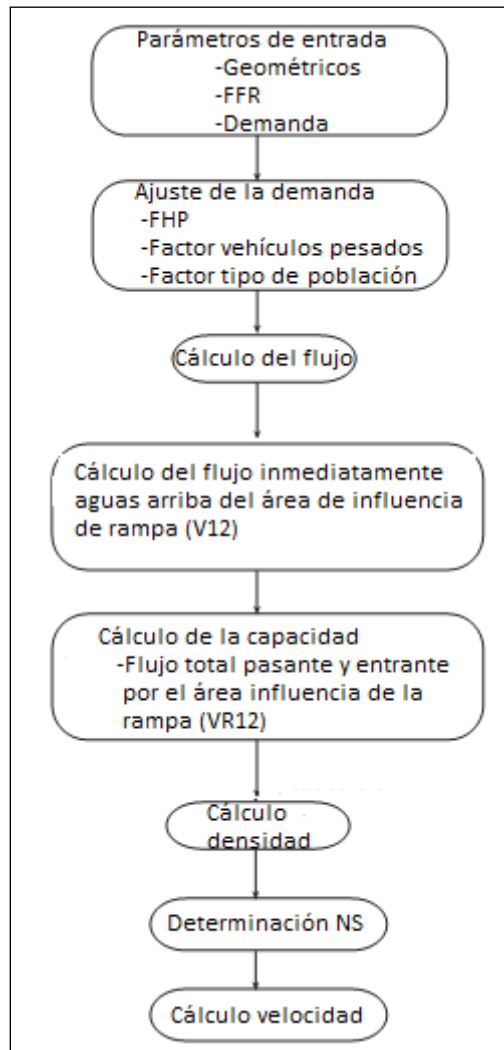 Parámetros de entrada
-Geométricos
-FFR
-Demanda
Ajuste de la demanda
-FHP
-Factor vehículos pesados
-Factor tipo de población
Cálculo del flujo
Cálculo del flujo inmediatamente
aguas arriba del área de influencia
de rampa (V12)
Cálculo de la capacidad
-Flujo total pasante y entrante
por el área influencia de la
rampa (VR12)
Cálculo
densidad
Determinación NS
Cálculo velocidad